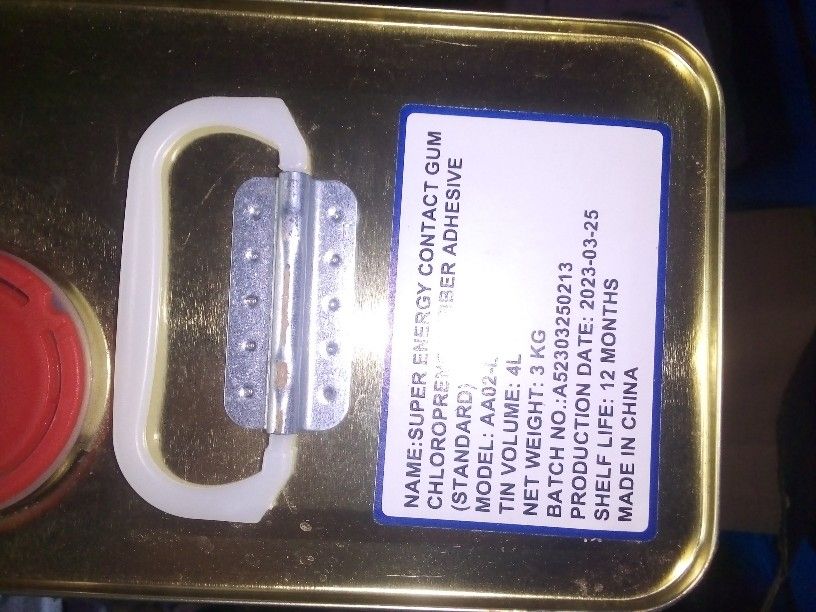 NAME:SUPER ENERGY CONTACT GUM
ADHESIVE
(STANDARD)
MODEL:
TIN VOLUME: 4L
NET WEIGHT: 3 KG
BATCH NO.:A52303250213
PRODUCTION DATE: 2023-03-25
SHELF LIFE: 12 MONTHS
MADE IN CHINA